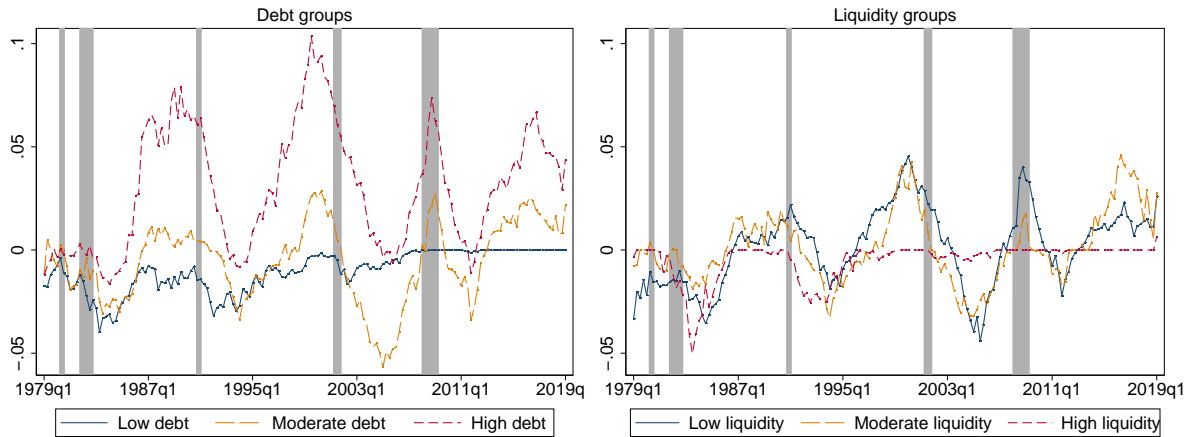 Debt groups
.1
.05
0
-.05
1979q1 1987q1 1995q1 2003q1 2011q1 2019q
Low debt Moderate debt High debt
Liquidity groups
.1
.05
0
-.05
1979q1 1987q1 1995q1 2003q1 2011q1 2019q1
Low liquidity Moderate liquidity High liquidity